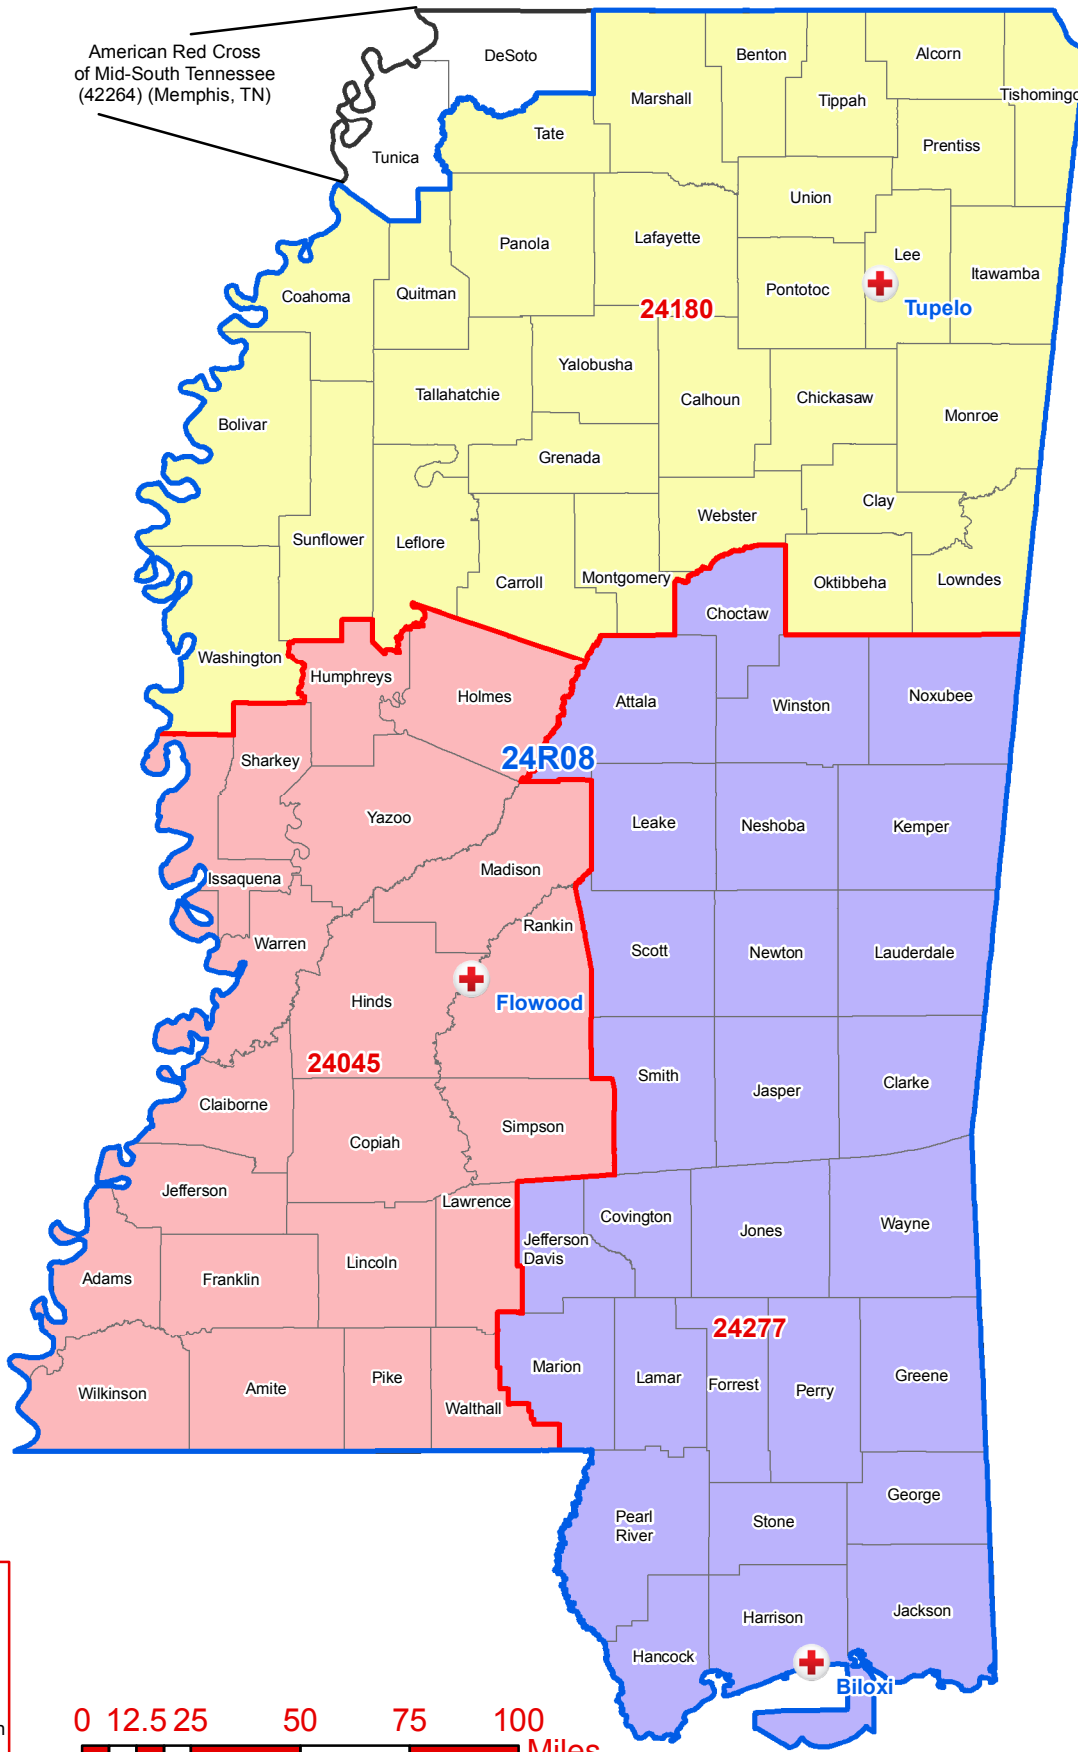 American Red Cross
of Mid-South Tennessee
(42264) (Memphis, TN)
DeSoto
Benton
Alcorn
Marshall
Tippah
Tishomingo
Tate
Prentiss
Tunica
Union
Panola
Lafayette
Lee
Itawamba
Coahoma
Quitman
Pontotoc
24180
Tupelo
Yalobusha
Tallahatchie
Calhoun
Chickasaw
Bolivar
Monroe
Grenada
Clay
Webster
Sunflower
Leflore
Carroll
Montgomery
Oktibbeha
Lowndes
Choctaw
Washington
Humphreys
Holmes
Attala
Winston
Noxubee
24R08
Sharkey
Yazoo
Leake
Neshoba
Kemper
Madison
Issaquena
Rankin
Warren
Scott
Newton
Lauderdale
Hinds
Flowood
24045
Smith
Jasper
Clarke
Claiborne
Copiah
Simpson
Jefferson
Lawrence
Covington
Jones
Wayne
Jefferson
Davis
Adams
Franklin
Lincoln
24277
Marion
Lamar
Forrest
Perry
Greene
Wilkinson
Amite
Pike
Walthall
George
Pearl
River
Stone
Harrison
Jackson
Hancock
Biloxi
0 12.5 25 50 75 100
Miles